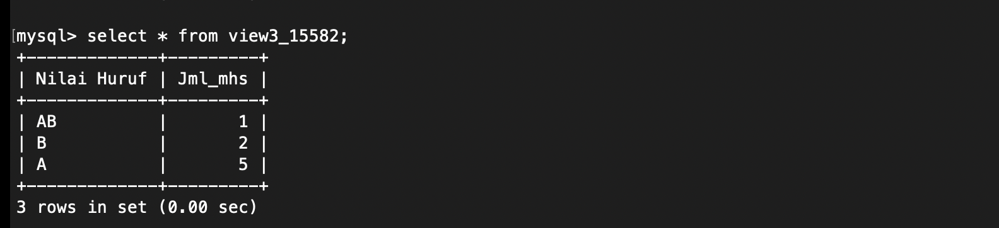 [mysql> select * from view3_15582;
+-------------+---------+
| Nilai Huruf | Jml_mhs |
+-------------+---------+
| AB          |       1 |
| B           |       2 |
| A           |       5 |
+-------------+---------+
3 rows in set (0.00 sec)